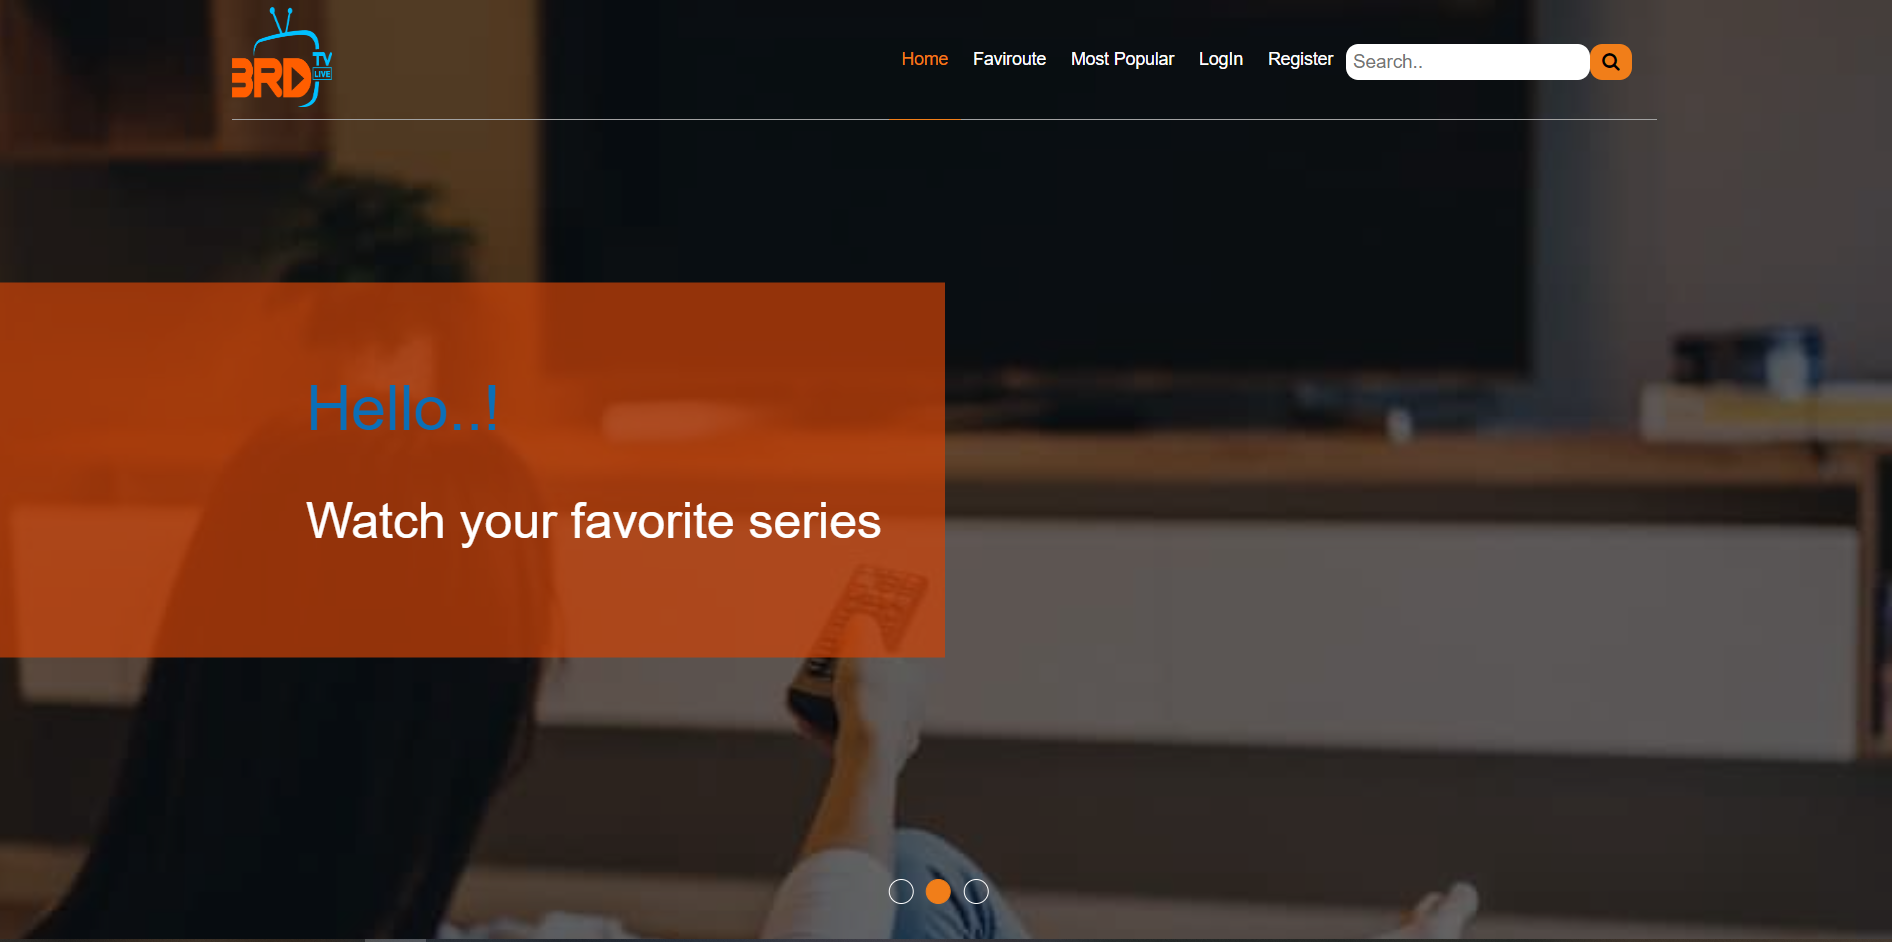 3RD
TV
LIVE
Home Faviroute Most Popular LogIn Register Search..
Hello..!
Watch your favorite series